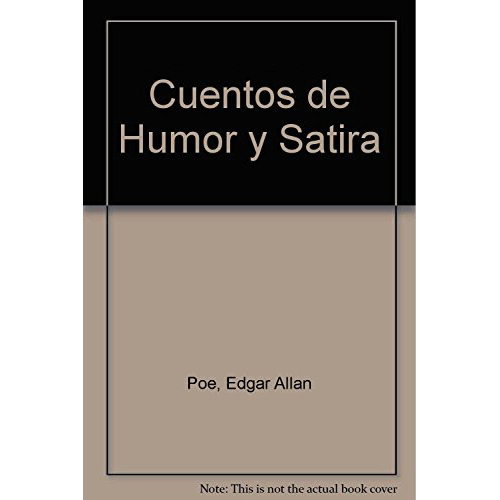 Cuentos de
Humor y Satira
Poe, Edgar Allan
Note: This is not the actual book cover